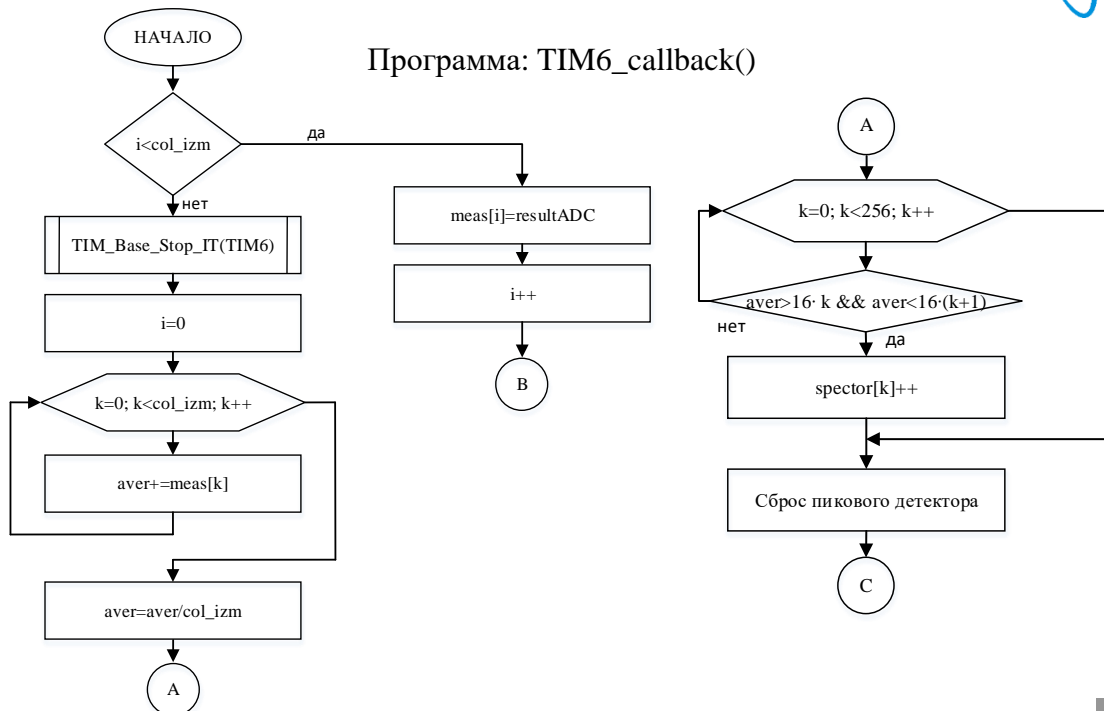 Программа: TIM6_callback()
НАЧАЛО
i<col_izm
да
нет
TIM_Base_Stop_IT(TIM6)
i=0
k=0; k<col_izm; k++
aver+=meas[k]
aver=aver/col_izm
A
meas[i]=resultADC
i++
B
A
k=0; k<256; k++
aver>16· k && aver<16·(k+1)
нет
да
spector[k]++
Сброс пикового детектора
C